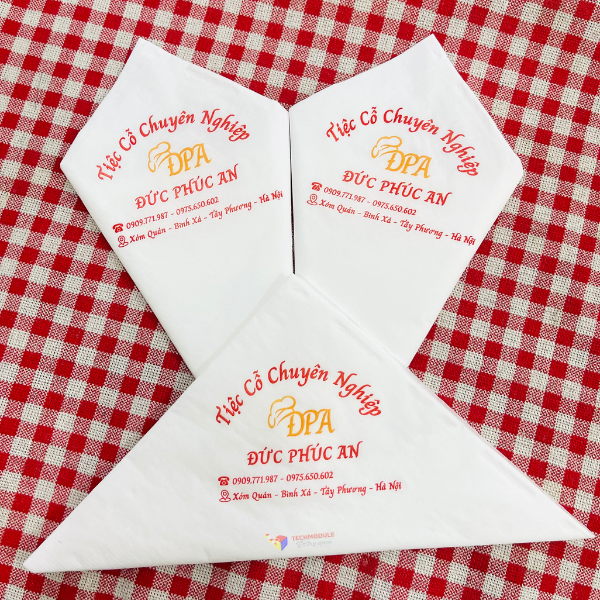 Tiệc Cỗ Chuyên Nghiệp
ĐPA
ĐỨC PHÚC AN
0909.771.987 - 0975.650.602
Xóm Quán - Bình Xá - Tây Phương - Hà Nội
Tiệc Cỗ Chuyên Nghiệp
ĐPA
ĐỨC PHÚC AN
0909.771.987 - 0975.650.602
Xóm Quán - Bình Xá - Tây Phương - Hà Nội
Tiệc Cỗ Chuyên Nghiệp
ĐPA
ĐỨC PHÚC AN
0909.771.987 - 0975.650.602
Xóm Quán - Bình Xá - Tây Phương - Hà Nội
TECHMODULE